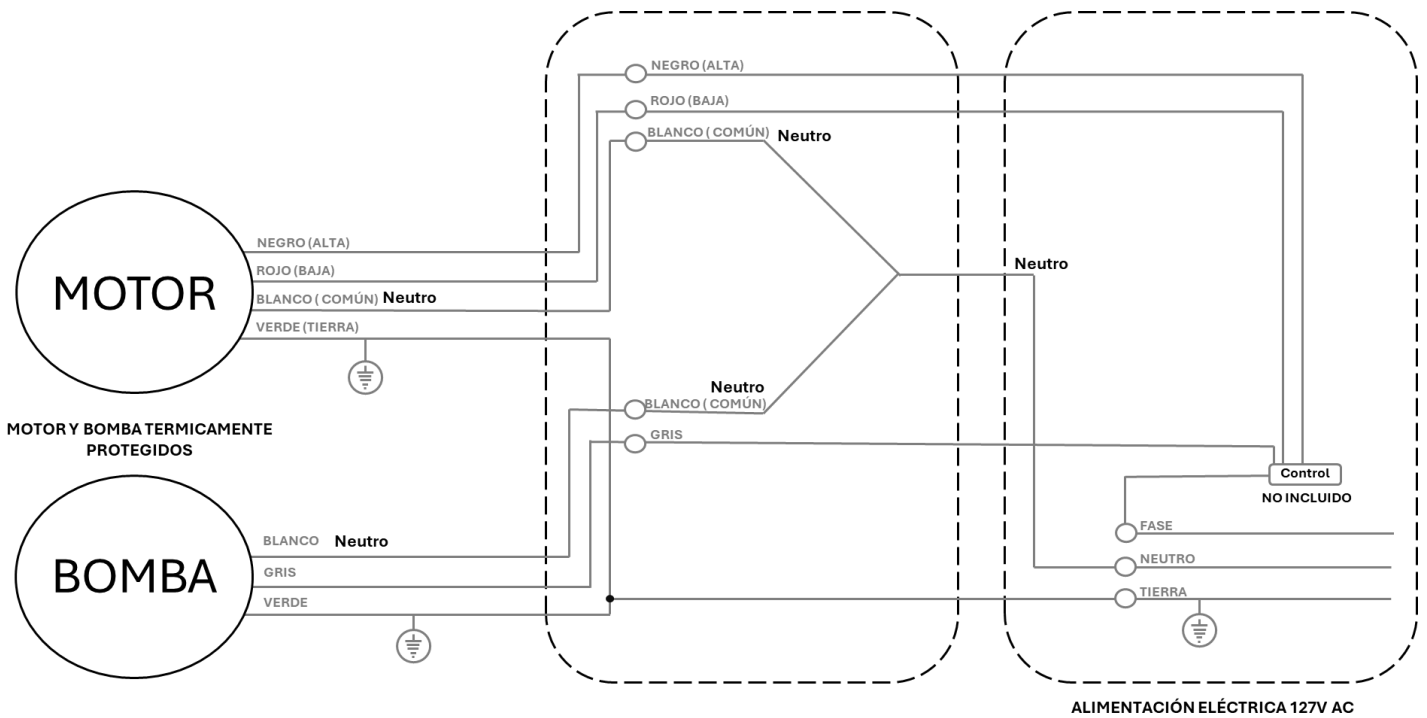 NEGRO (ALTA)
ROJO (BAJA)
BLANCO ( COMÚN) Neutro
MOTOR
NEGRO (ALTA)
ROJO (BAJA)
BLANCO ( COMÚN) Neutro
VERDE (TIERRA)
Neutro
MOTOR Y BOMBA TERMICAMENTE
PROTEGIDOS
Neutro
BLANCO ( COMÚN)
GRIS
BOMBA
BLANCO Neutro
GRIS
VERDE
Control
NO INCLUIDO
FASE
NEUTRO
TIERRA
ALIMENTACIÓN ELÉCTRICA 127V AC